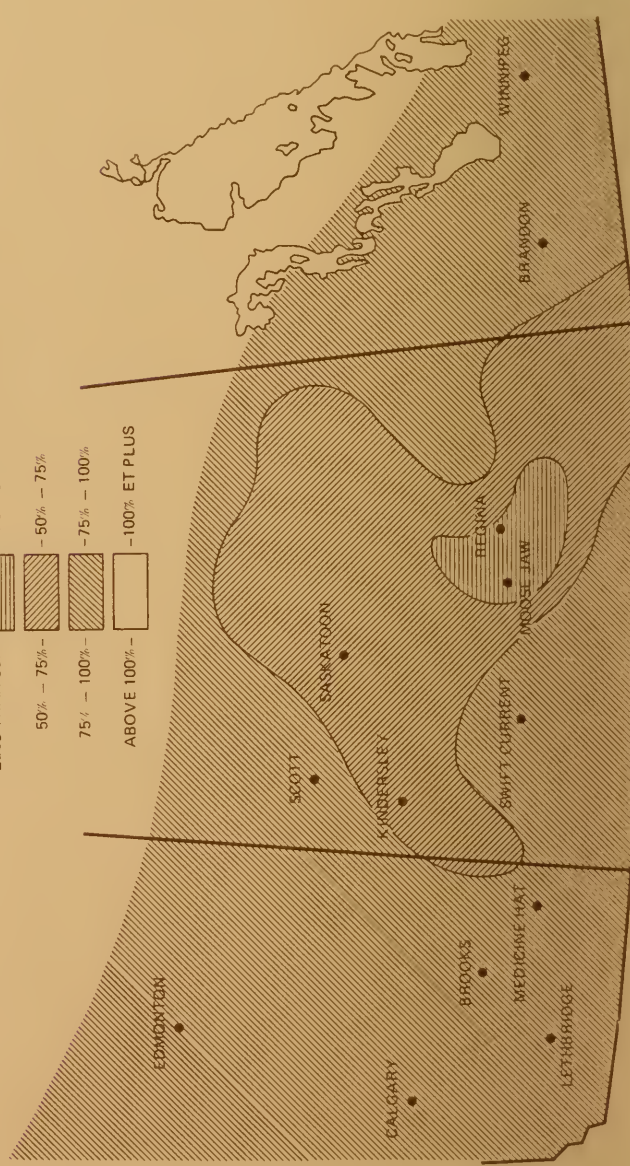 50% – 75% – – 50% – 75%
75% – 100% – – 75% – 100%
ABOVE 100% – – 100% ET PLUS
EDMONTON
CALGARY
BROOKS
LETHBRIDGE
MEDICINE HAT
SCOTT
KINDERSLEY
SASKATOON
SWIFT CURRENT
MOOSE JAW
REGINA
BRANDON
WINNIPEG